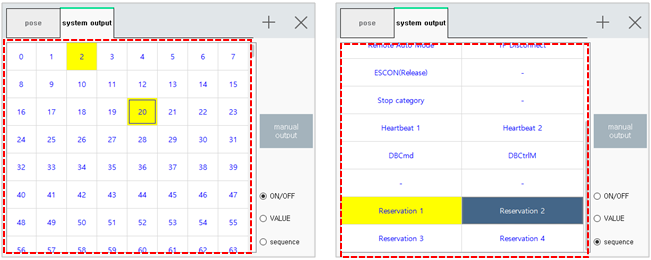 pose system output
0 1 2 3 4 5 6 7
8 9 10 11 12 13 14 15
16 17 18 19 20 21 22 23
24 25 26 27 28 29 30 31
32 33 34 35 36 37 38 39
40 41 42 43 44 45 46 47
48 49 50 51 52 53 54 55
56 57 58 59 60 61 62 63
manual
output
ON/OFF
VALUE
sequence
pose system output
Remote Auto Mode TP Disconnect
ESCON(Release) -
Stop category -
Heartbeat 1 Heartbeat 2
DBCmd DBCtrlM
- -
Reservation 1 Reservation 2
Reservation 3 Reservation 4
manual
output
ON/OFF
VALUE
sequence